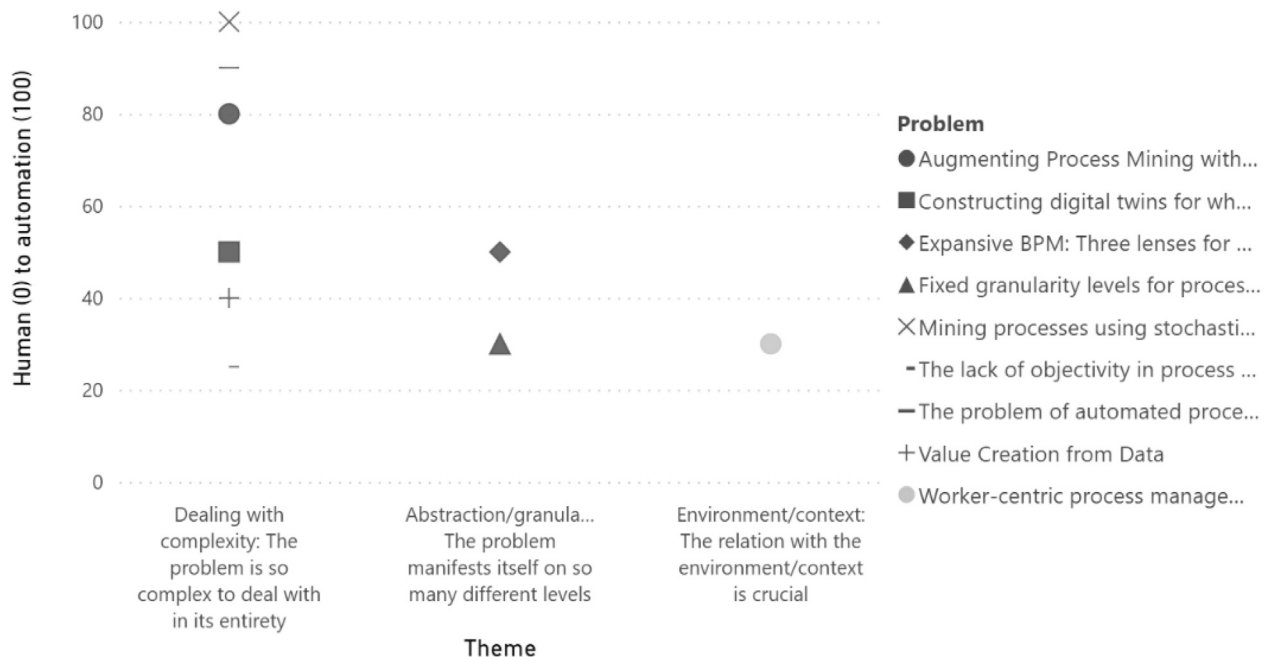 Human (0) to automation (100)
100
80
60
40
20
0
Dealing with
complexity: The
problem is so
complex to deal with
in its entirety
Abstraction/granula...
The problem
manifests itself on so
many different levels
Environment/context:
The relation with the
environment/context
is crucial
Theme
Problem
Augmenting Process Mining with...
Constructing digital twins for wh...
Expansive BPM: Three lenses for ...
Fixed granularity levels for proces...
Mining processes using stochasti...
The lack of objectivity in process ...
The problem of automated proce...
Value Creation from Data
Worker-centric process manage...